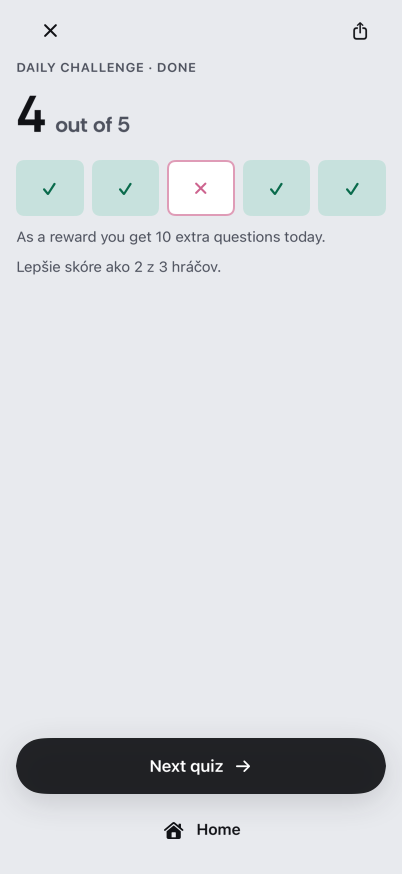 DAILY CHALLENGE · DONE
4 out of 5
As a reward you get 10 extra questions today.
Lepšie skóre ako 2 z 3 hráčov.
Next quiz
Home